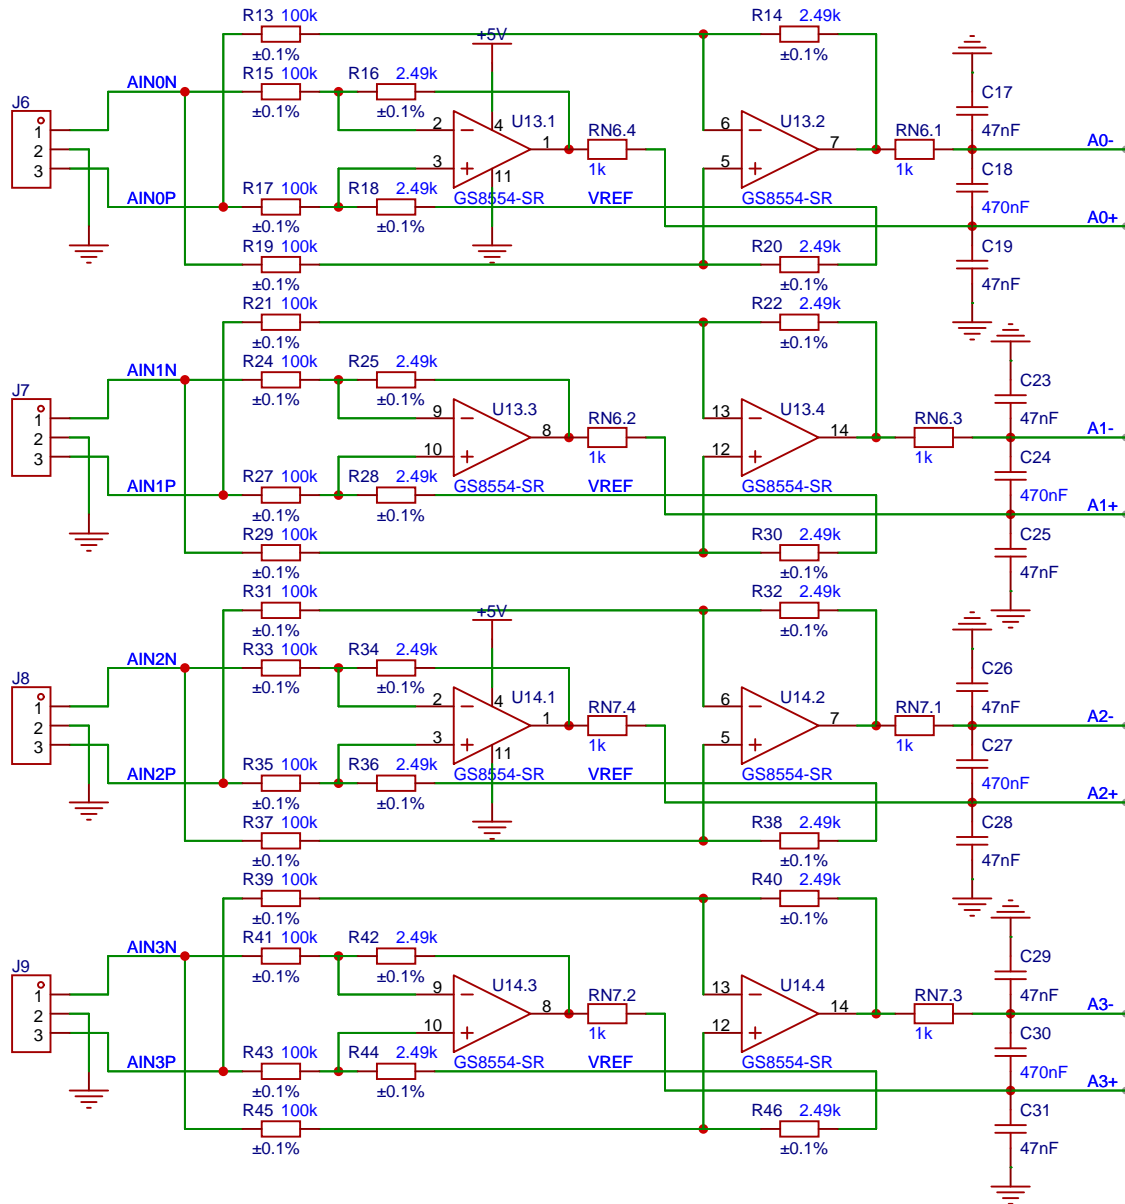 R13 100k
±0.1%
R14 2.49k
±0.1%
+5V
AIN0N
R15 100k
±0.1%
R16 2.49k
±0.1%
J6
1
2
3
2
3
4
11
1
U13.1
GS8554-SR
RN6.4
1k
VREF
6
5
7
U13.2
GS8554-SR
RN6.1
1k
C17
47nF
A0-
C18
470nF
A0+
C19
47nF
AIN0P
R17 100k
±0.1%
R18 2.49k
±0.1%
R19 100k
±0.1%
R20 2.49k
±0.1%
R21 100k
±0.1%
R22 2.49k
±0.1%
AIN1N
R24 100k
±0.1%
R25 2.49k
±0.1%
J7
1
2
3
9
10
8
U13.3
GS8554-SR
RN6.2
1k
VREF
13
12
14
U13.4
GS8554-SR
RN6.3
1k
C23
47nF
A1-
C24
470nF
A1+
C25
47nF
AIN1P
R27 100k
±0.1%
R28 2.49k
±0.1%
R29 100k
±0.1%
R30 2.49k
±0.1%
R31 100k
±0.1%
R32 2.49k
±0.1%
+5V
AIN2N
R33 100k
±0.1%
R34 2.49k
±0.1%
J8
1
2
3
2
3
4
11
1
U14.1
GS8554-SR
RN7.4
1k
VREF
6
5
7
U14.2
GS8554-SR
RN7.1
1k
C26
47nF
A2-
C27
470nF
A2+
C28
47nF
AIN2P
R35 100k
±0.1%
R36 2.49k
±0.1%
R37 100k
±0.1%
R38 2.49k
±0.1%
R39 100k
±0.1%
R40 2.49k
±0.1%
AIN3N
R41 100k
±0.1%
R42 2.49k
±0.1%
J9
1
2
3
9
10
8
U14.3
GS8554-SR
RN7.2
1k
VREF
13
12
14
U14.4
GS8554-SR
RN7.3
1k
C29
47nF
A3-
C30
470nF
A3+
C31
47nF
AIN3P
R43 100k
±0.1%
R44 2.49k
±0.1%
R45 100k
±0.1%
R46 2.49k
±0.1%